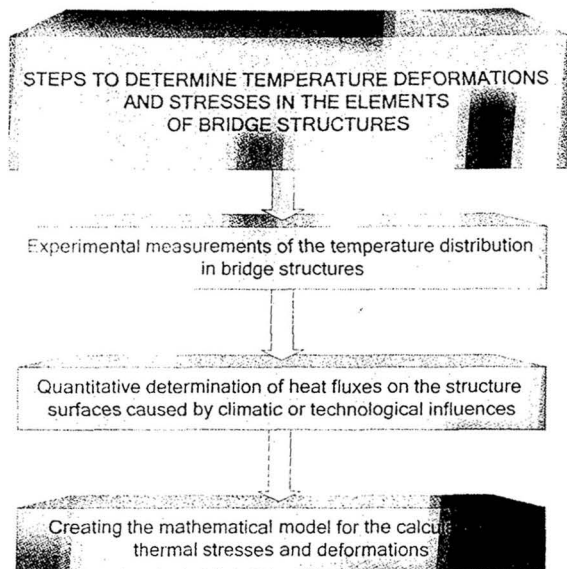 STEPS TO DETERMINE TEMPERATURE DEFORMATIONS
AND STRESSES IN THE ELEMENTS
OF BRIDGE STRUCTURES
Experimental measurements of the temperature distribution
in bridge structures
Quantitative determination of heat fluxes on the structure
surfaces caused by climatic or technological influences
Creating the mathematical model for the
thermal stresses and deformations